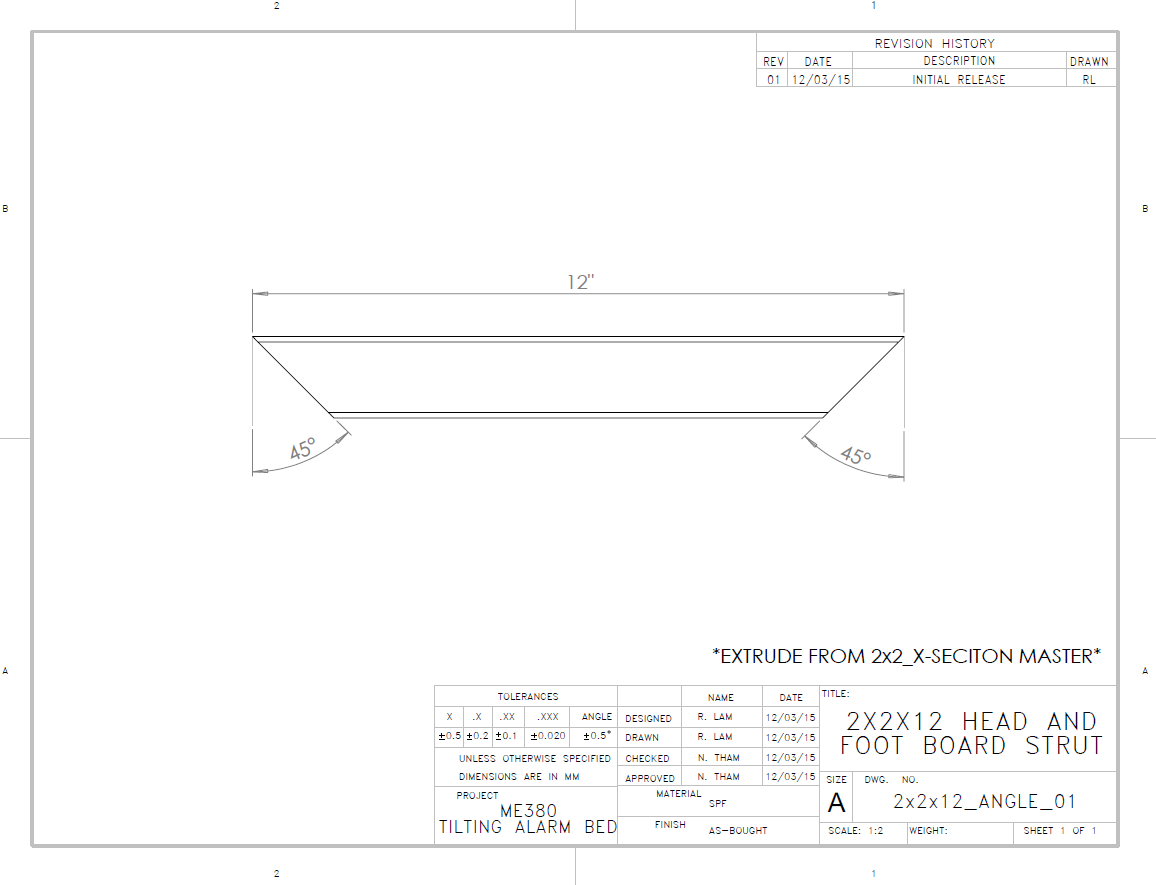 2
1
REVISION HISTORY
REV DATE DESCRIPTION DRAWN
01 12/03/15 INITIAL RELEASE RL
B
B
12"
45°
45°
*EXTRUDE FROM 2x2_X-SECITON MASTER*
A
A
TOLERANCES
X .X .XX .XXX ANGLE
±0.5 ±0.2 ±0.1 ±0.020 ±0.5°
UNLESS OTHERWISE SPECIFIED
DIMENSIONS ARE IN MM
PROJECT
ME380
TILTING ALARM BED
NAME DATE
DESIGNED R. LAM 12/03/15
DRAWN R. LAM 12/03/15
CHECKED N. THAM 12/03/15
APPROVED N. THAM 12/03/15
MATERIAL
SPF
FINISH
AS-BOUGHT
TITLE:
2X2X12 HEAD AND
FOOT BOARD STRUT
SIZE DWG. NO.
A 2x2x12_ANGLE_01
SCALE: 1:2 WEIGHT: SHEET 1 OF 1
2
1